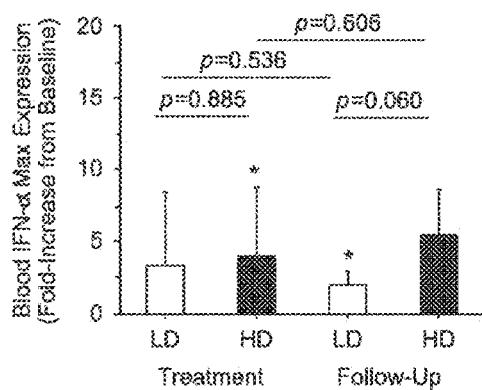 Blood IFN-α Max Expression
(Fold-Increase from Baseline)
20
15
10
5
0
p=0.606
p=0.536
p=0.885
p=0.060
*
*
LD
HD
LD
HD
Treatment
Follow-Up